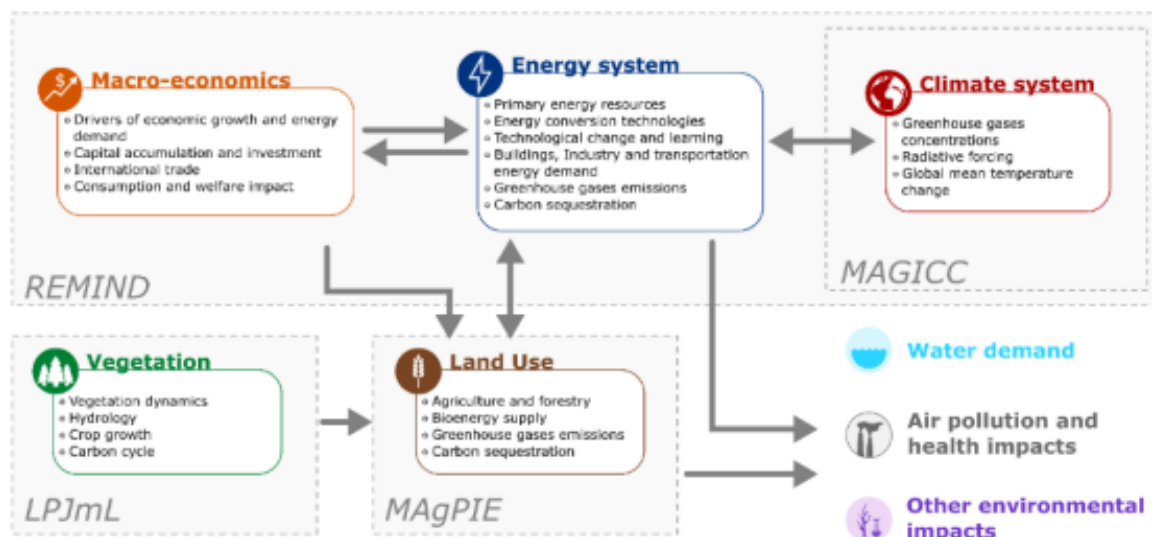 Macro-economics
• Drivers of economic growth and energy
demand
• Capital accumulation and investment
• International trade
• Consumption and welfare impact
Energy system
• Primary energy resources
• Energy conversion technologies
• Technological change and learning
• Buildings, Industry and transportation
energy demand
• Greenhouse gases emissions
• Carbon sequestration
Climate system
• Greenhouse gases
concentrations
• Radiative forcing
• Global mean temperature
change
REMIND
MAGICC
Vegetation
• Vegetation dynamics
• Hydrology
• Crop growth
• Carbon cycle
LPJmL
Land Use
• Agriculture and forestry
• Bioenergy supply
• Greenhouse gases emissions
• Carbon sequestration
MAgPIE
Water demand
Air pollution and
health impacts
Other environmental
impacts